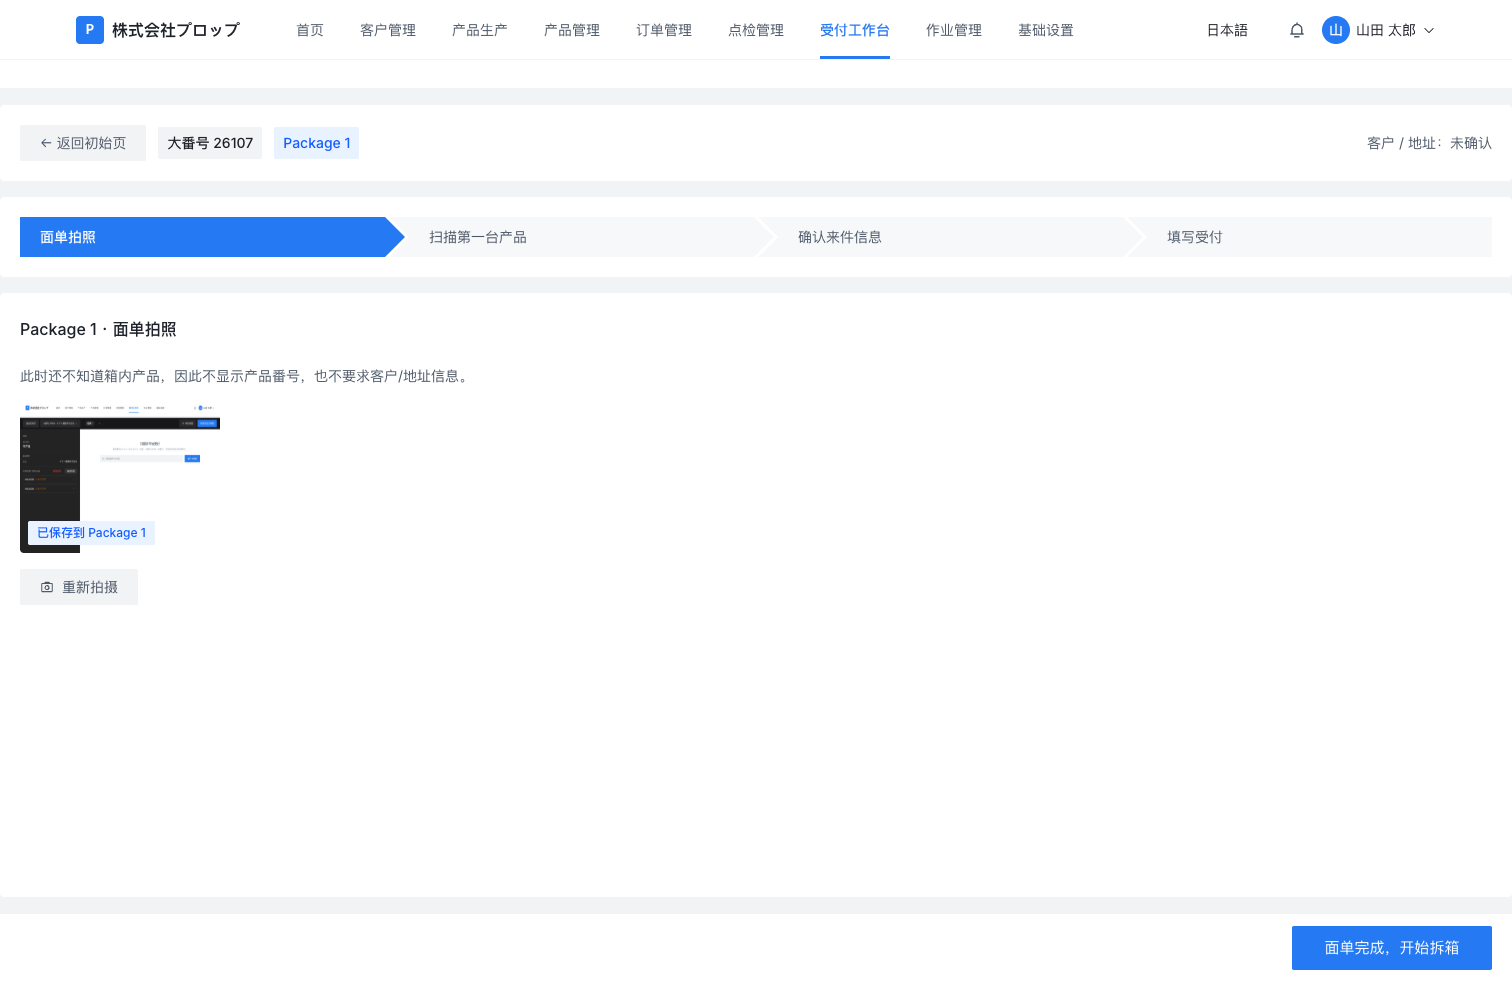 P 株式会社プロップ 首页 客户管理 产品生产 产品管理 订单管理 点检管理 受付工作台 作业管理 基础设置 日本語 山 山田 太郎
← 返回初始页 大番号 26107 Package 1 客户 / 地址：未确认
面单拍照 扫描第一台产品 确认来件信息 填写受付
Package 1 · 面单拍照
此时还不知道箱内产品，因此不显示产品番号，也不要求客户/地址信息。
已保存到 Package 1
重新拍摄
面单完成，开始拆箱